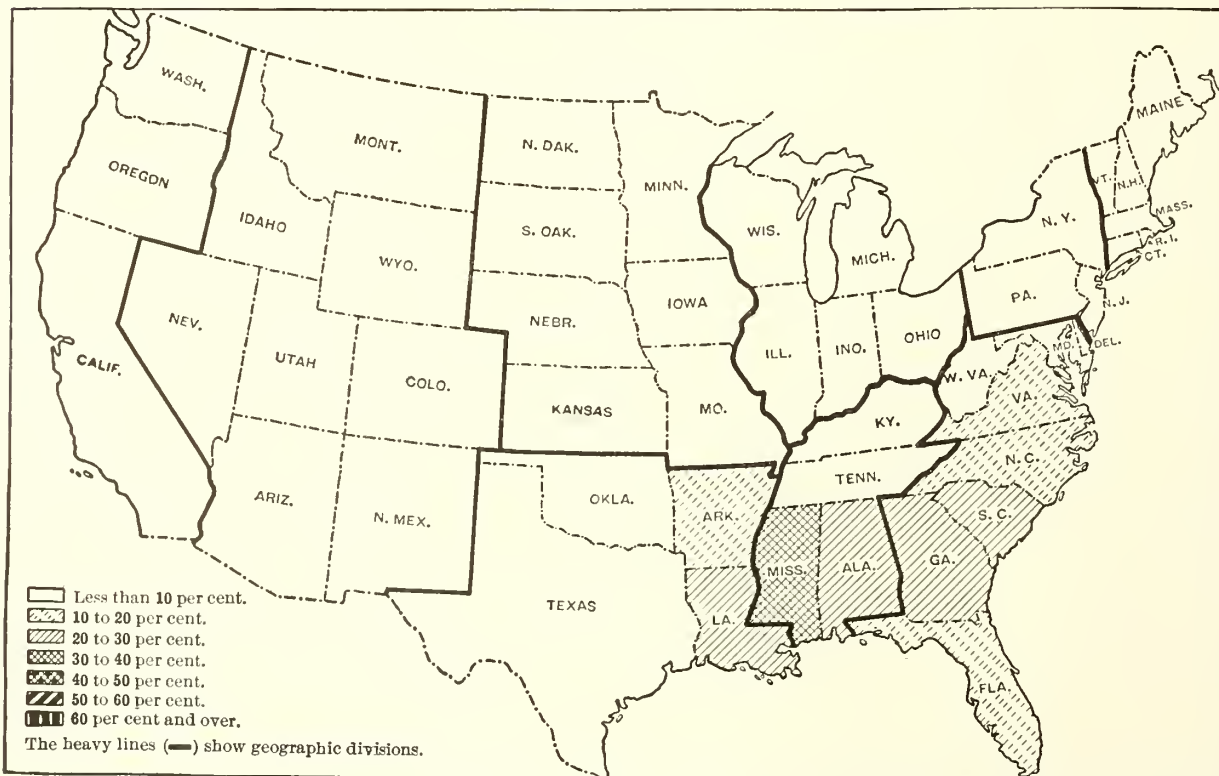 WASH.
MONT.
N. DAK.
MINN.
MAINE
OREGON
IDAHO
S. OAK.
WIS.
MICH.
N.Y.
VT.
N.H.
MASS.
R.I.
CT.
WYO.
IOWA
PA.
N.J.
NEV.
NEBR.
ILL.
INO.
OHIO
MD.
DEL.
CALIF.
UTAH
COLO.
KANSAS
MO.
W. VA.
VA.
KY.
N.C.
ARIZ.
N. MEX.
OKLA.
ARK.
TENN.
S.C.
MISS.
ALA.
GA.
TEXAS
LA.
FLA.
Less than 10 per cent.
10 to 20 per cent.
20 to 30 per cent.
30 to 40 per cent.
40 to 50 per cent.
50 to 60 per cent.
60 per cent and over.
The heavy lines (▬) show geographic divisions.